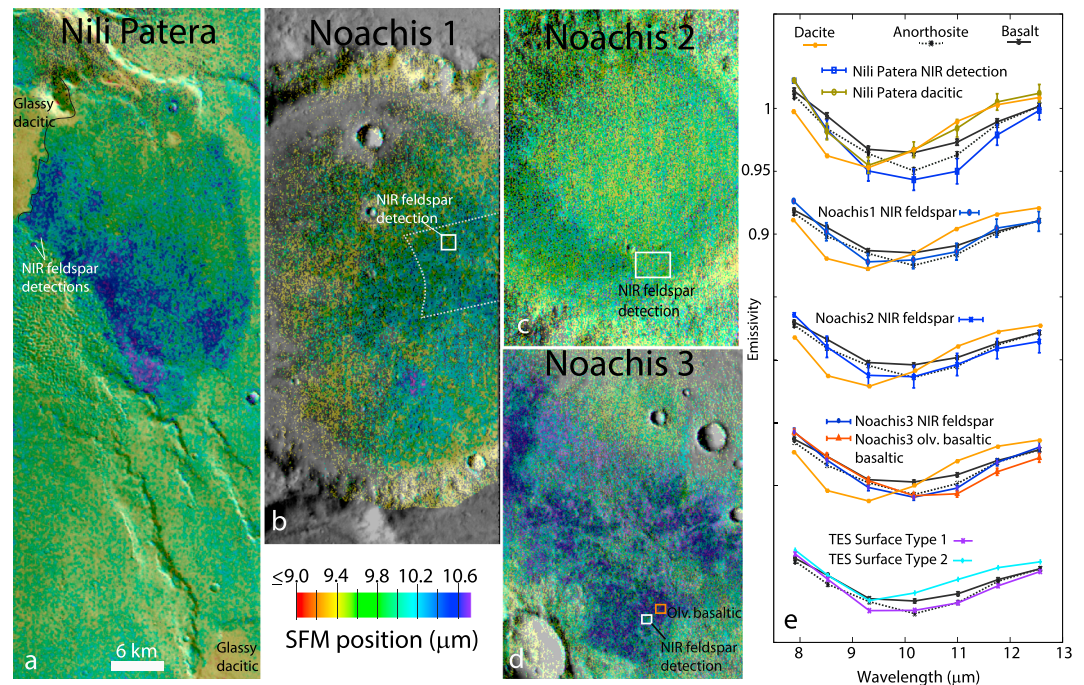 Nili Patera
Glassy
dacitic
NIR feldspar
detections
6 km
Glassy
dacitic
a
Noachis 1
NIR feldspar
detection
b
≤9.0 9.4 9.8 10.2 10.6
SFM position (μm)
Noachis 2
NIR feldspar
detection
c
Noachis 3
Olv. basaltic
NIR feldspar
detection
d
Dacite Anorthosite Basalt
Nili Patera NIR detection
Nili Patera dacitic
1
0.95
0.9
Noachis1 NIR feldspar
Noachis2 NIR feldspar
Emissivity
Noachis3 NIR feldspar
Noachis3 olv. basaltic
basaltic
TES Surface Type 1
TES Surface Type 2
e
8 9 10 11 12 13
Wavelength (μm)